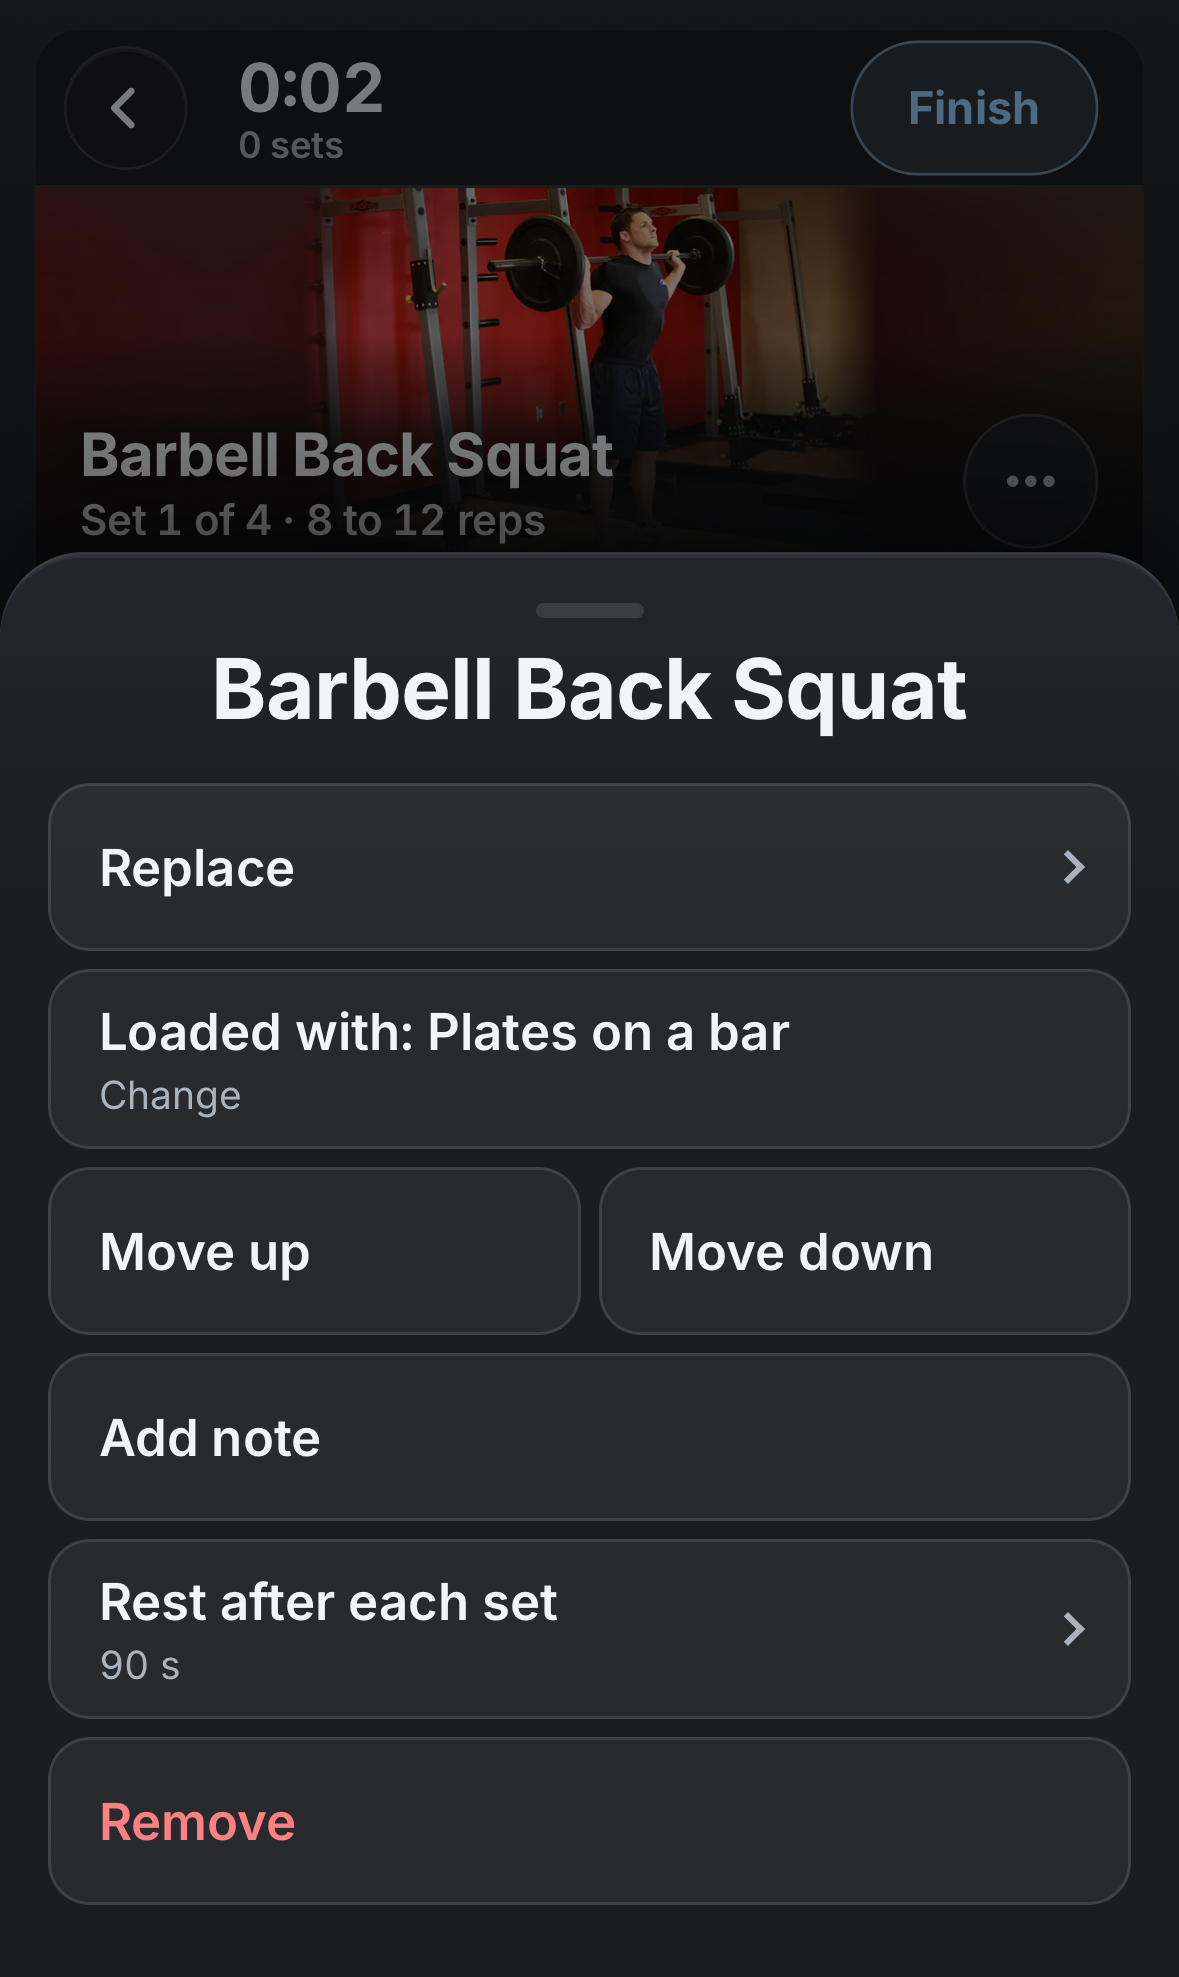 0:02
0 sets
Finish
Barbell Back Squat
Set 1 of 4 · 8 to 12 reps
Barbell Back Squat
Replace
Loaded with: Plates on a bar
Change
Move up
Move down
Add note
Rest after each set
90 s
Remove